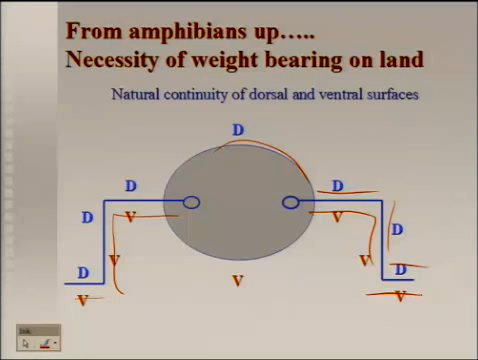 From amphibians up…..
Necessity of weight bearing on land
Natural continuity of dorsal and ventral surfaces
D
D D
D V V D
V V
D D
V V V